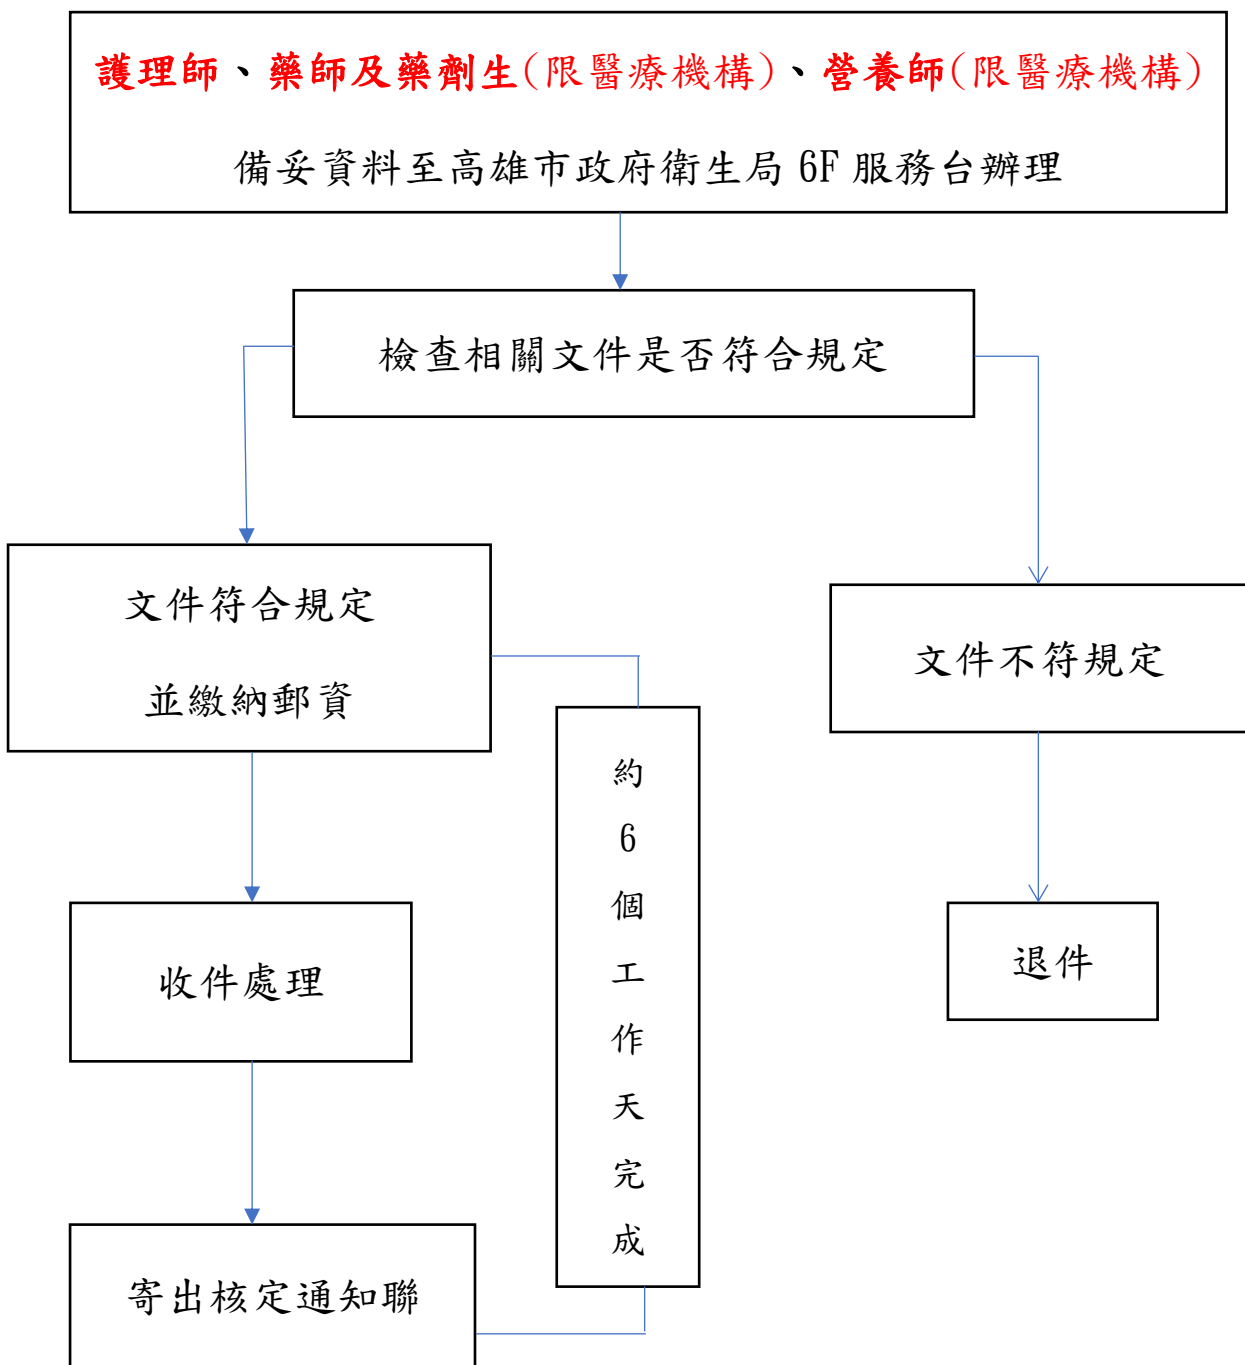 護理師、藥師及藥劑生(限醫療機構)、營養師(限醫療機構)
備妥資料至高雄市政府衛生局 6F 服務台辦理
檢查相關文件是否符合規定
文件符合規定
並繳納郵資
文件不符規定
約6個工作天完成
收件處理
退件
寄出核定通知聯